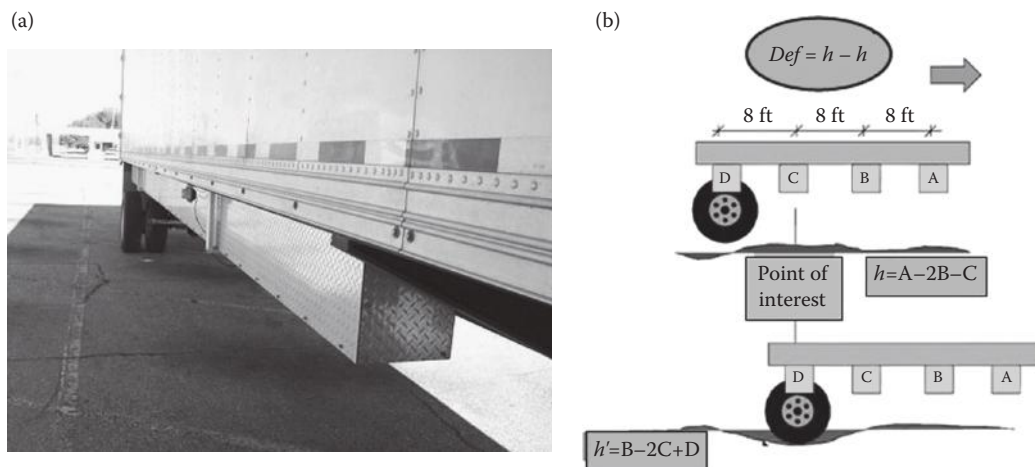 (a)
(b)
Def = h – h
8 ft 8 ft 8 ft
D C B A
Point of
interest
h=A–2B–C
D C B A
h'=B–2C+D